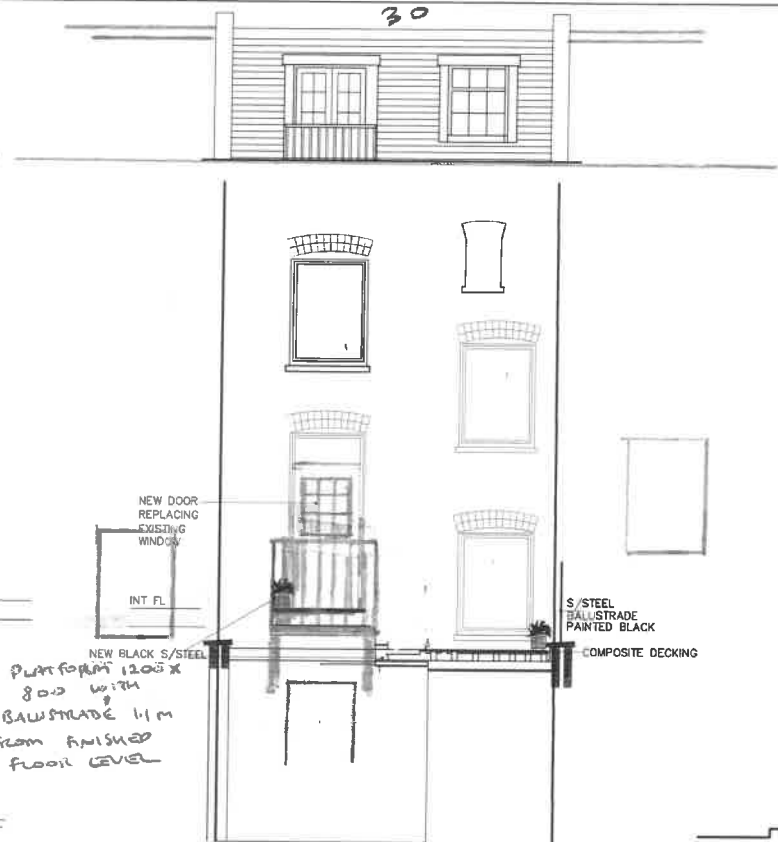 30
NEW DOOR
REPLACING
EXISTING
WINDOW
INT FL
NEW BLACK S/STEEL
PLATFORM 1200 X
800 WITH
BALUSTRADE 1.1 M
FROM FINISHED
FLOOR LEVEL
S/STEEL
BALUSTRADE
PAINTED BLACK
COMPOSITE DECKING